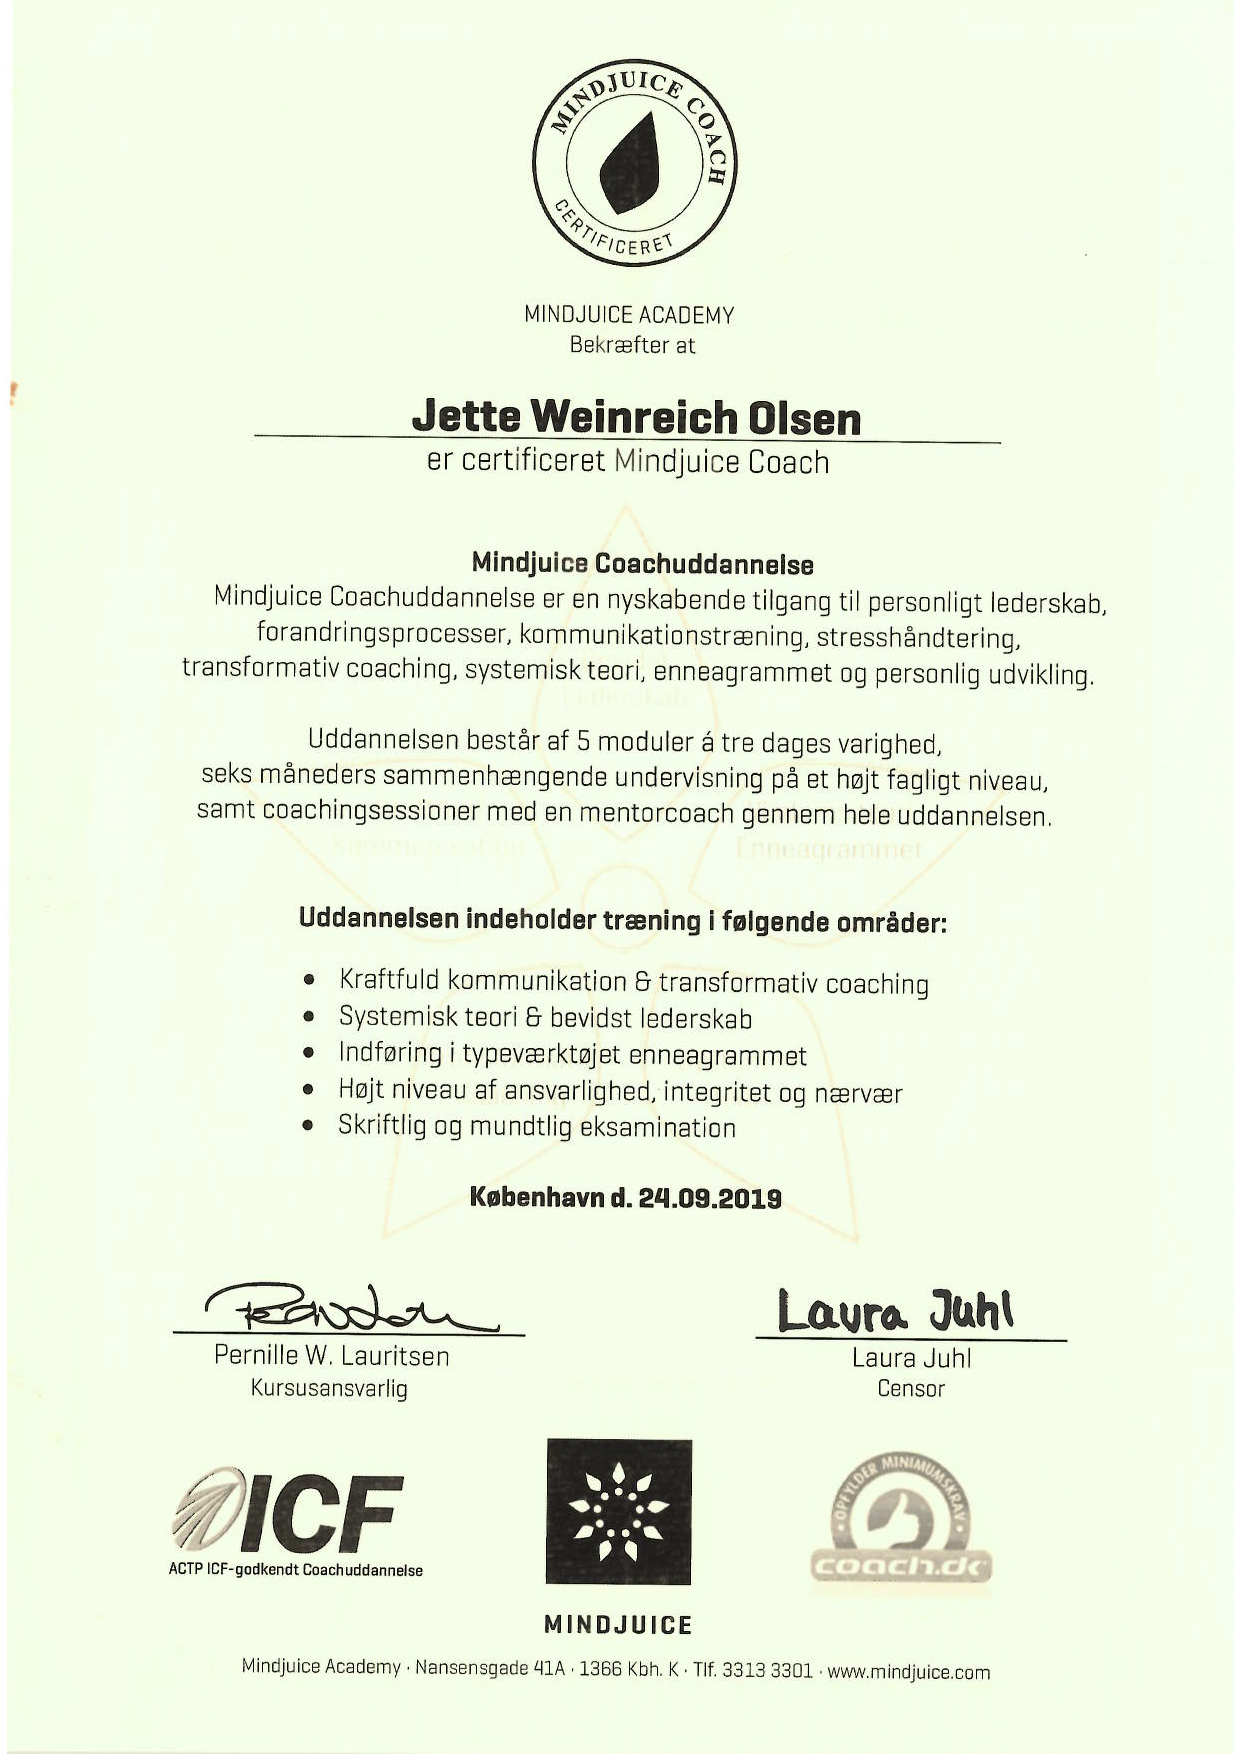 MINDJUICE COACH
CERTIFICERET
MINDJUICE ACADEMY
Bekræfter at
Jette Weinreich Olsen
er certificeret Mindjuice Coach
Mindjuice Coachuddannelse
Mindjuice Coachuddannelse er en nyskabende tilgang til personligt lederskab,
forandringsprocesser, kommunikationstræning, stresshåndtering,
transformativ coaching, systemisk teori, enneagrammet og personlig udvikling.
Lederskab
Uddannelsen består af 5 moduler á tre dages varighed,
seks måneders sammenhængende undervisning på et højt fagligt niveau,
samt coachingsessioner med en mentorcoach gennem hele uddannelsen.
Kommunikation Enneagrammet
Uddannelsen indeholder træning i følgende områder:
• Kraftfuld kommunikation & transformativ coaching
• Systemisk teori & bevidst lederskab
• Indføring i typeværktøjet enneagrammet
• Højt niveau af ansvarlighed, integritet og nærvær
• Skriftlig og mundtlig eksamination
København d. 24.09.2019
Laura Juhl
Pernille W. Lauritsen
Kursusansvarlig
Laura Juhl
Censor
ICF
ACTP ICF-godkendt Coachuddannelse
OPFYLDER MINIMUMSKRAV
coach.dk
MINDJUICE
Mindjuice Academy · Nansensgade 41A · 1366 Kbh. K · Tlf. 3313 3301 · www.mindjuice.com